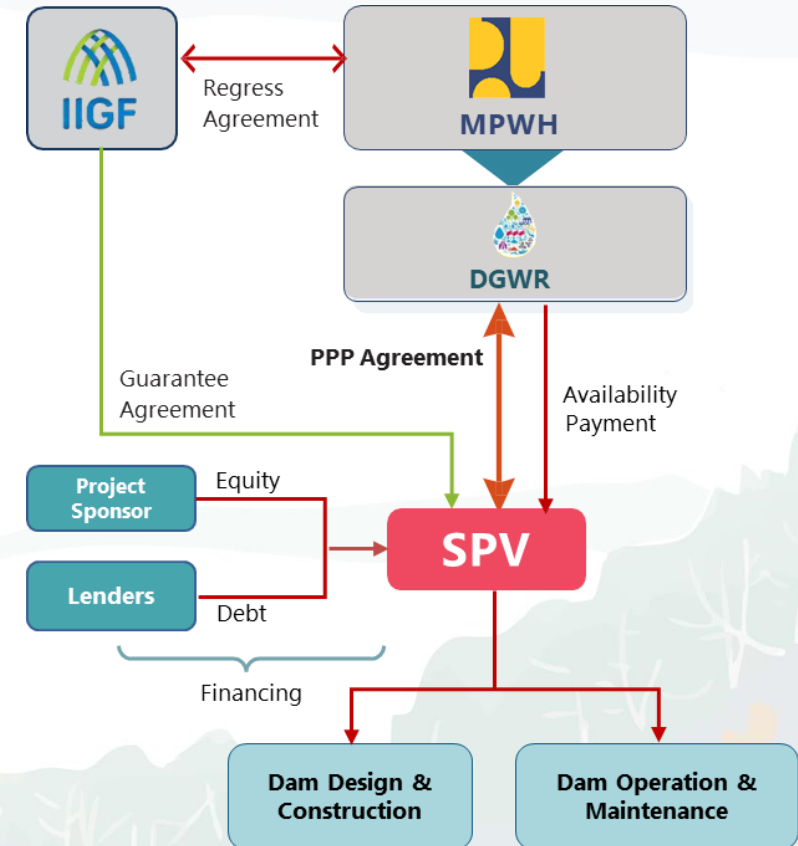 IIGF
Regress
Agreement
MPWH
DGWR
PPP Agreement
Guarantee
Agreement
Availability
Payment
Project
Sponsor
Equity
SPV
Lenders
Debt
Financing
Dam Design &
Construction
Dam Operation &
Maintenance